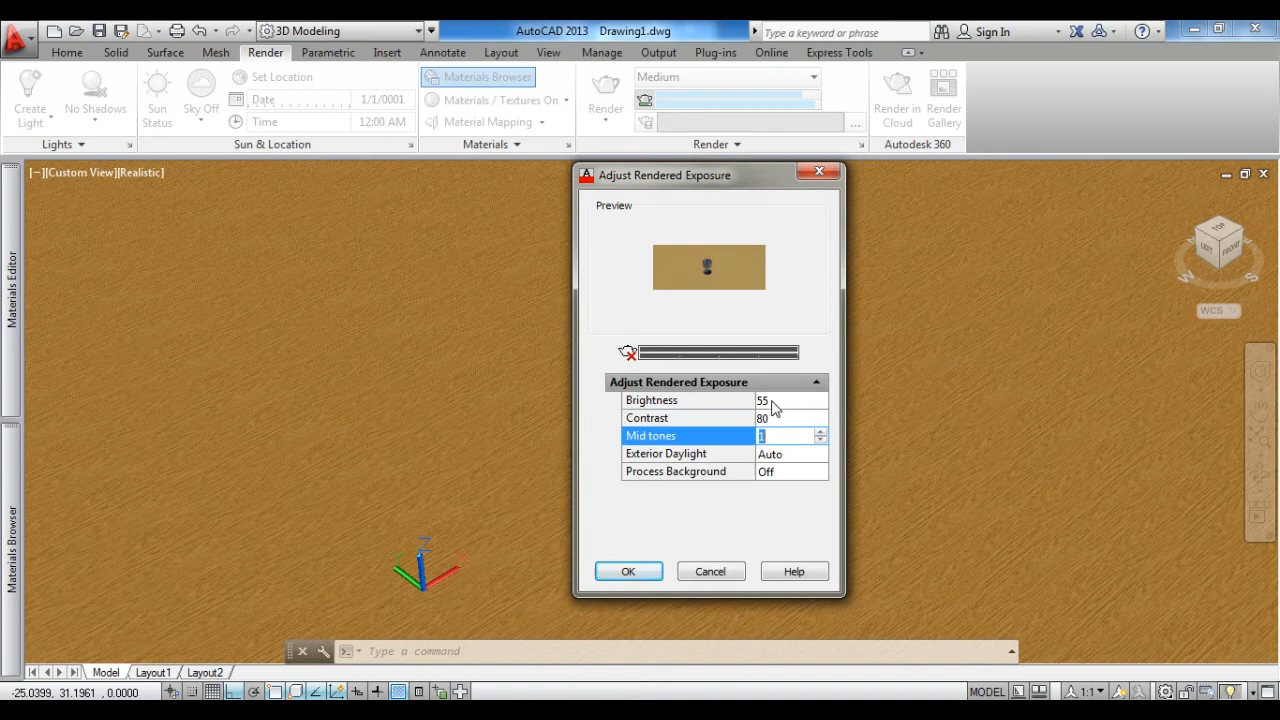 3D Modeling
AutoCAD 2013 Drawing1.dwg
Type a keyword or phrase
Sign In
Home Solid Surface Mesh Render Parametric Insert Annotate Layout View Manage Output Plug-ins Online Express Tools
Create Light
No Shadows
Lights
Sun Status
Sky Off
Set Location
Date 1/1/0001
Time 12:00 AM
Sun & Location
Materials Browser
Materials / Textures On
Material Mapping
Materials
Render
Medium
...
Render
Render in Cloud
Render Gallery
Autodesk 360
[−][Custom View][Realistic]
Materials Editor
Materials Browser
TOP
LEFT
FRONT
W
S
WCS
Adjust Rendered Exposure
Preview
Adjust Rendered Exposure
Brightness 55
Contrast 80
Mid tones 1
Exterior Daylight Auto
Process Background Off
OK Cancel Help
Z
Type a command
Model Layout1 Layout2
-25.0399, 31.1961, 0.0000
MODEL
1:1